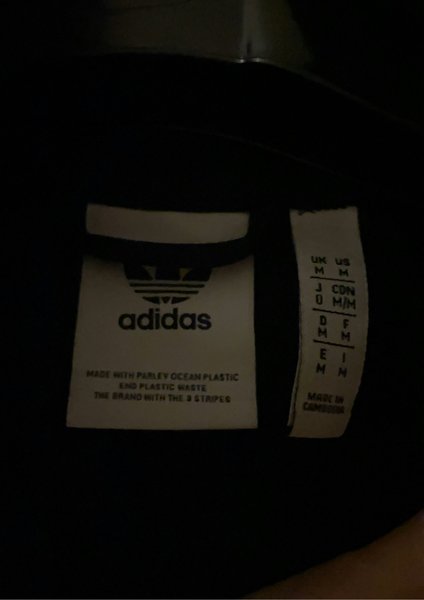 adidas
MADE WITH PARLEY OCEAN PLASTIC
END PLASTIC WASTE
THE BRAND WITH THE 3 STRIPES
UK US
M M
J CDN
O M/M
D F
M M
E I
M M
MADE IN
CAMBODIA